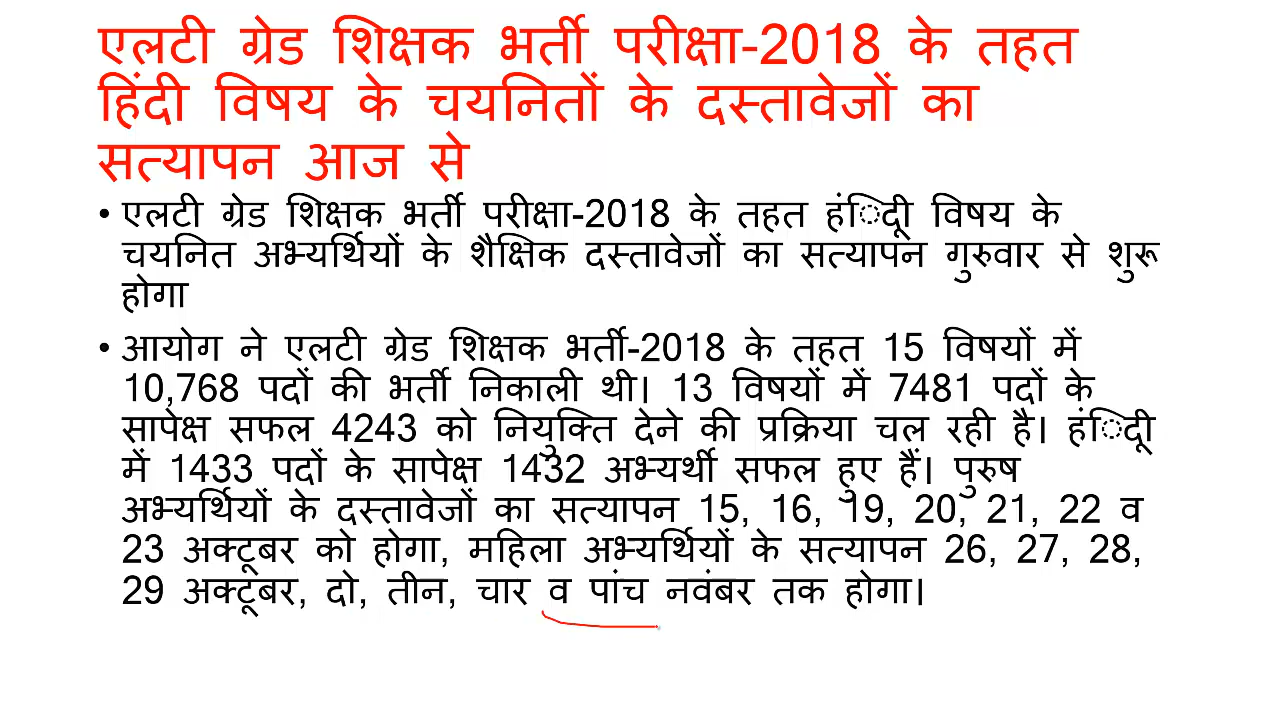 एलटी ग्रेड शिक्षक भर्ती परीक्षा-2018 के तहत
हिंदी विषय के चयनितों के दस्तावेजों का
सत्यापन आज से
• एलटी ग्रेड शिक्षक भर्ती परीक्षा-2018 के तहत हंिदूी विषय के
चयनित अभ्यर्थियों के शैक्षिक दस्तावेजों का सत्यापन गुरुवार से शुरू
होगा
• आयोग ने एलटी ग्रेड शिक्षक भर्ती-2018 के तहत 15 विषयों में
10,768 पदों की भर्ती निकाली थी। 13 विषयों में 7481 पदों के
सापेक्ष सफल 4243 को नियुक्ति देने की प्रक्रिया चल रही है। हंिदूी
में 1433 पदों के सापेक्ष 1432 अभ्यर्थी सफल हुए हैं। पुरुष
अभ्यर्थियों के दस्तावेजों का सत्यापन 15, 16, 19, 20, 21, 22 व
23 अक्टूबर को होगा, महिला अभ्यर्थियों के सत्यापन 26, 27, 28,
29 अक्टूबर, दो, तीन, चार व पांच नवंबर तक होगा।